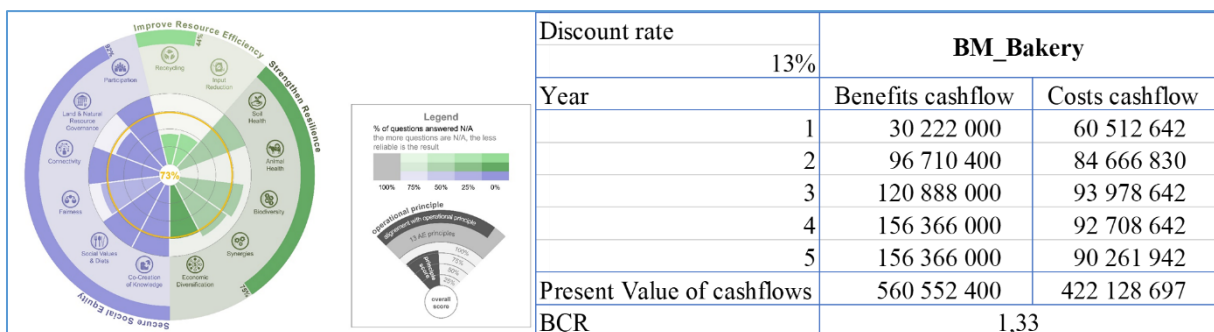 Improve Resource Efficiency
44%
Strengthen Resilience
75%
Secure Social Equity
92%
Recycling
Input
Reduction
Soil
Health
Animal
Health
Biodiversity
Synergies
Economic
Diversification
Co-Creation
of Knowledge
Social Values
& Diets
Fairness
Connectivity
Land & Natural
Resource
Governance
Participation
73%
Legend
% of questions answered N/A
the more questions are N/A, the less
reliable is the result
100% 75% 50% 25% 0%
operational principle
alignement with operational principle
13 AE principles
principle
score
100%
75%
50%
25%
overall
score
Discount rate
13%
BM_Bakery
Year Benefits cashflow Costs cashflow
1 30 222 000 60 512 642
2 96 710 400 84 666 830
3 120 888 000 93 978 642
4 156 366 000 92 708 642
5 156 366 000 90 261 942
Present Value of cashflows 560 552 400 422 128 697
BCR 1,33